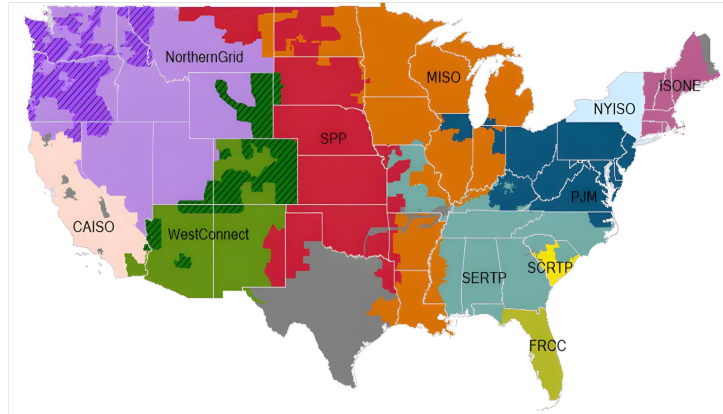 NorthernGrid
MISO
ISONE
NYISO
SPP
PJM
CAISO
WestConnect
SCRTP
SERTP
FRCC